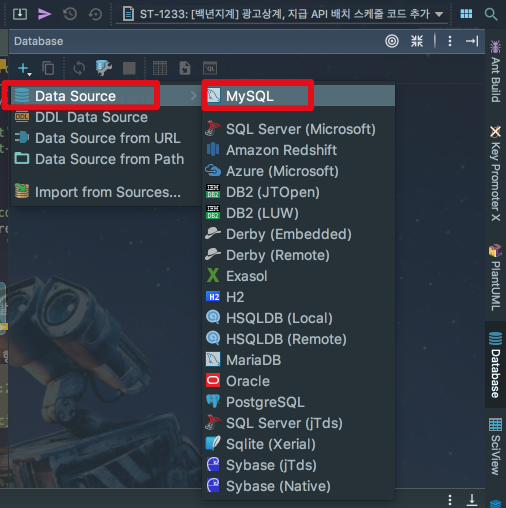 ST-1233: [백년지계] 광고상계, 지급 API 배치 스케줄 코드 추가
Database
Data Source
DDL Data Source
Data Source from URL
Data Source from Path
Import from Sources...
MySQL
SQL Server (Microsoft)
Amazon Redshift
Azure (Microsoft)
DB2 (JTOpen)
DB2 (LUW)
Derby (Embedded)
Derby (Remote)
Exasol
H2
HSQLDB (Local)
HSQLDB (Remote)
MariaDB
Oracle
PostgreSQL
SQL Server (jTds)
Sqlite (Xerial)
Sybase (jTds)
Sybase (Native)
Ant Build
Key Promoter X
PlantUML
Database
SciView